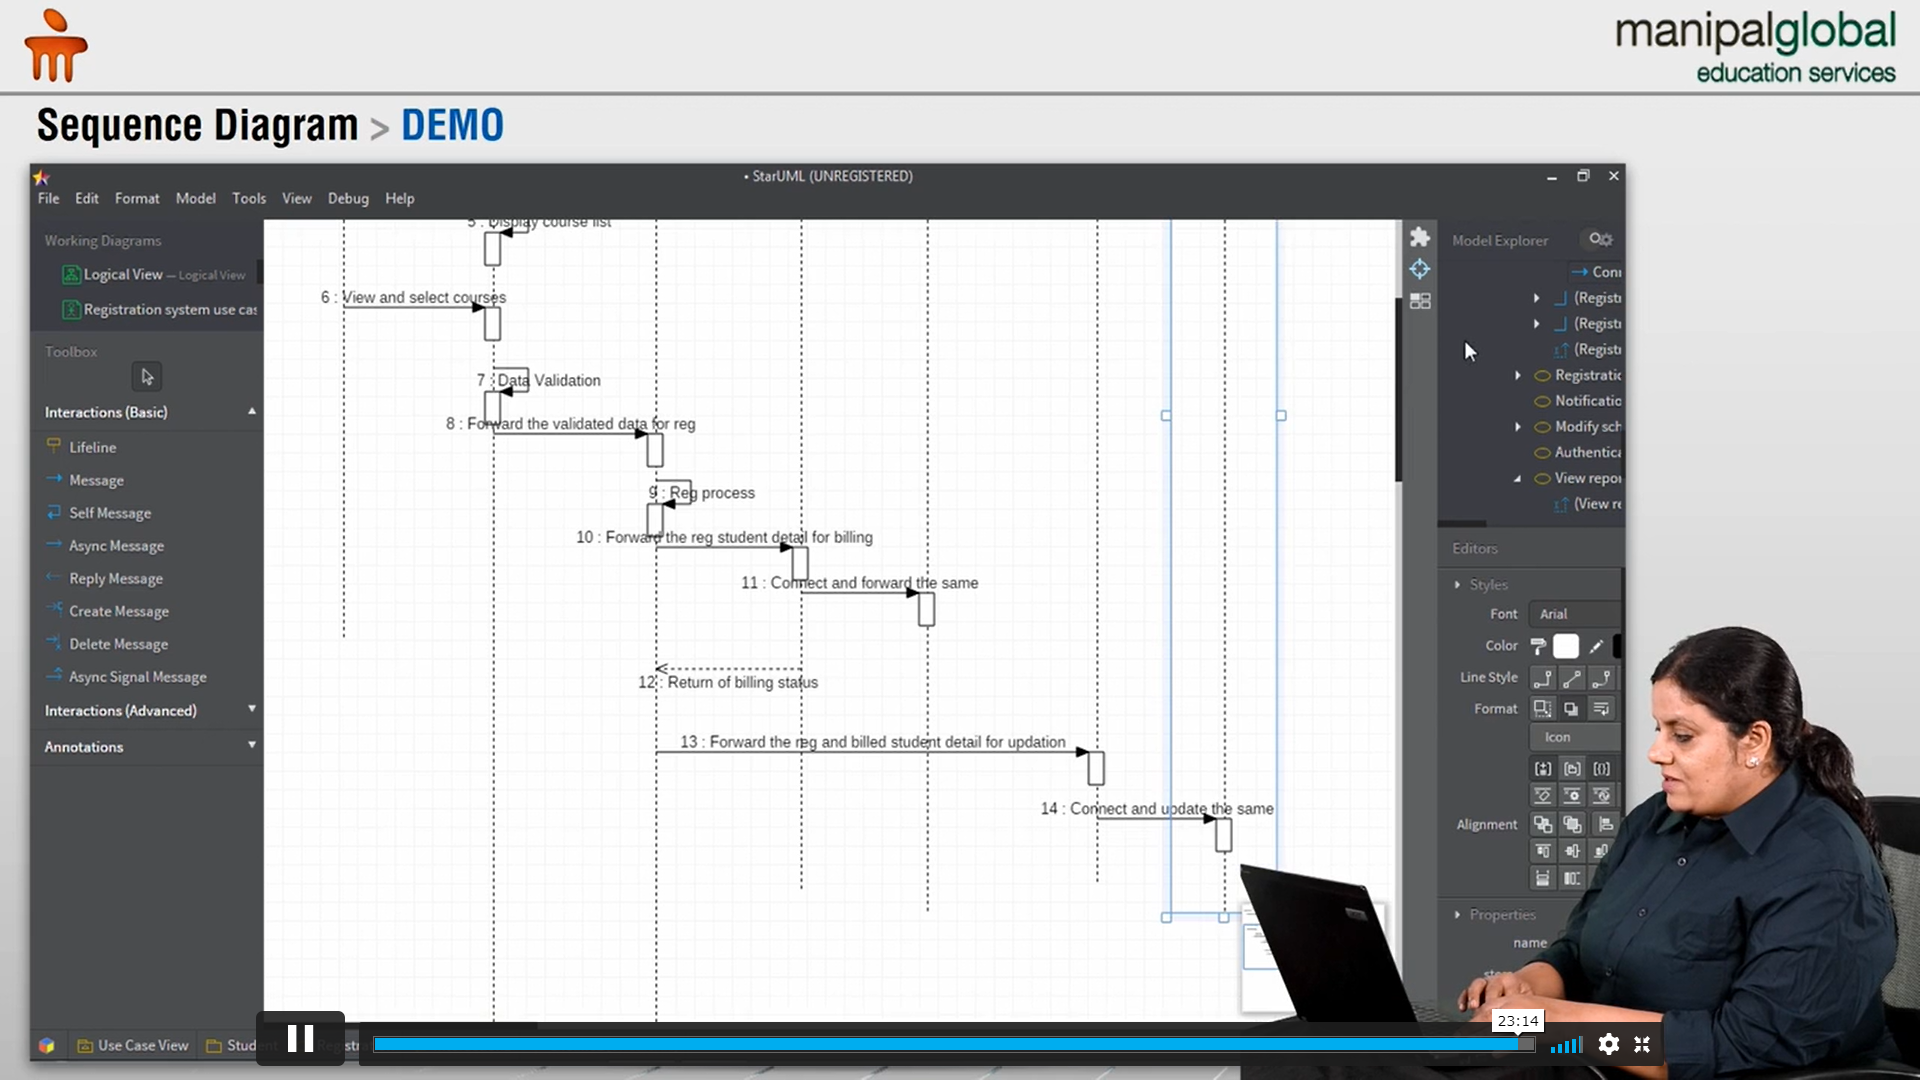 manipalglobal
education services
Sequence Diagram > DEMO
• StarUML (UNREGISTERED)
File Edit Format Model Tools View Debug Help
Working Diagrams
Logical View — Logical View
Registration system use cas
Toolbox
Interactions (Basic)
Lifeline
Message
Self Message
Async Message
Reply Message
Create Message
Delete Message
Async Signal Message
Interactions (Advanced)
Annotations
5 : Display course list
6 : View and select courses
7 : Data Validation
8 : Forward the validated data for reg
9 : Reg process
10 : Forward the reg student detail for billing
11 : Connect and forward the same
12 : Return of billing status
13 : Forward the reg and billed student detail for updation
14 : Connect and update the same
Model Explorer
Conn
(Registr
(Registr
(Registr
Registratic
Notificatio
Modify sch
Authentica
View repo
(View re
Editors
Styles
Font Arial
Color
Line Style
Format
Icon
Alignment
Properties
name
Use Case View
Stude
23:14